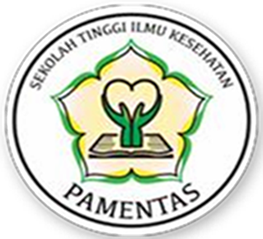 SEKOLAH TINGGI ILMU KESEHATAN
PAMENTAS